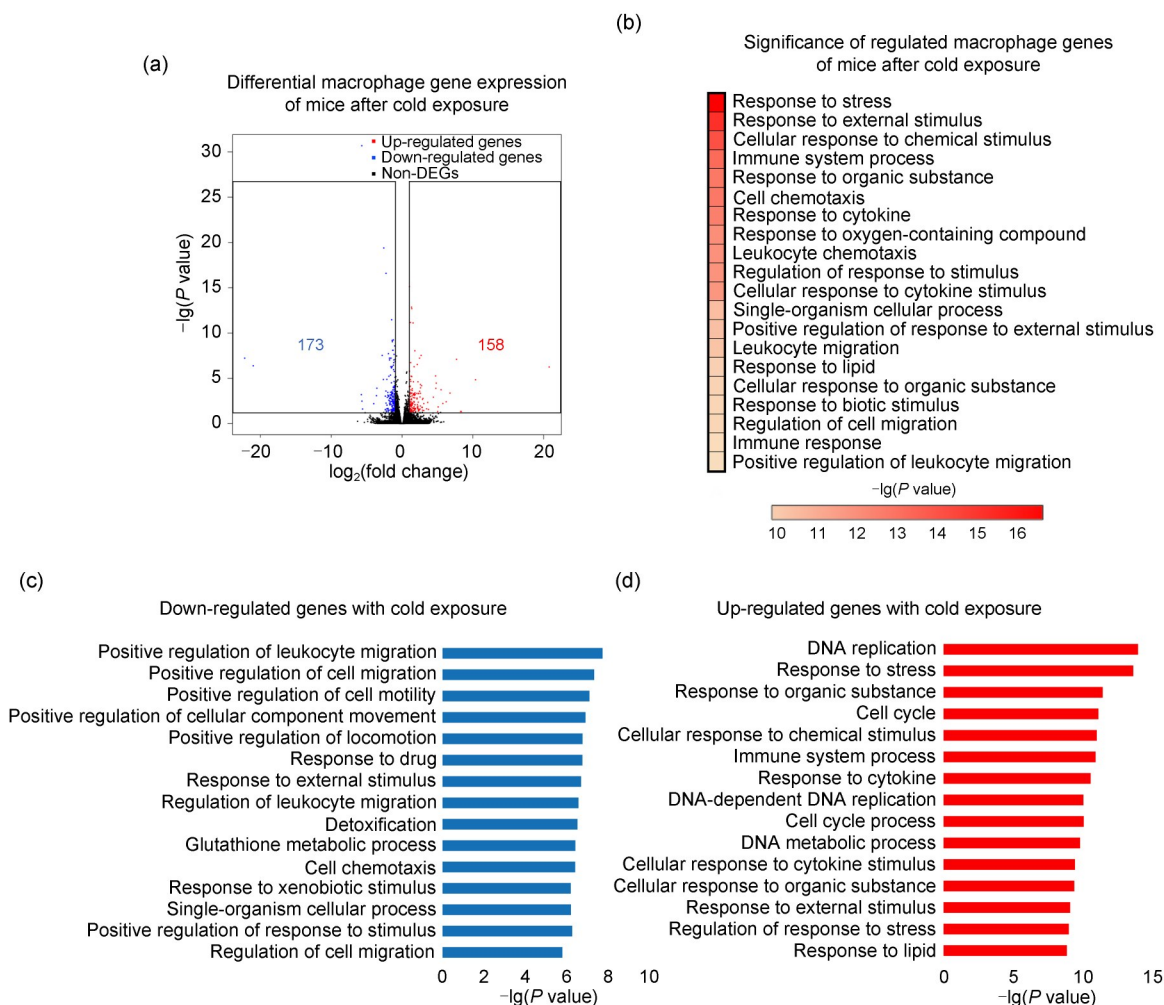 (a)
Differential macrophage gene expression
of mice after cold exposure
Up-regulated genes
Down-regulated genes
Non-DEGs
30
25
20
15
10
5
0
−lg(P value)
173
158
−20
−10
0
10
20
log2(fold change)
(b)
Significance of regulated macrophage genes
of mice after cold exposure
Response to stress
Response to external stimulus
Cellular response to chemical stimulus
Immune system process
Response to organic substance
Cell chemotaxis
Response to cytokine
Response to oxygen-containing compound
Leukocyte chemotaxis
Regulation of response to stimulus
Cellular response to cytokine stimulus
Single-organism cellular process
Positive regulation of response to external stimulus
Leukocyte migration
Response to lipid
Cellular response to organic substance
Response to biotic stimulus
Regulation of cell migration
Immune response
Positive regulation of leukocyte migration
−lg(P value)
10 11 12 13 14 15 16
(c)
Down-regulated genes with cold exposure
Positive regulation of leukocyte migration
Positive regulation of cell migration
Positive regulation of cell motility
Positive regulation of cellular component movement
Positive regulation of locomotion
Response to drug
Response to external stimulus
Regulation of leukocyte migration
Detoxification
Glutathione metabolic process
Cell chemotaxis
Response to xenobiotic stimulus
Single-organism cellular process
Positive regulation of response to stimulus
Regulation of cell migration
0 2 4 6 8 10
−lg(P value)
(d)
Up-regulated genes with cold exposure
DNA replication
Response to stress
Response to organic substance
Cell cycle
Cellular response to chemical stimulus
Immune system process
Response to cytokine
DNA-dependent DNA replication
Cell cycle process
DNA metabolic process
Cellular response to cytokine stimulus
Cellular response to organic substance
Response to external stimulus
Regulation of response to stress
Response to lipid
0 5 10 15
−lg(P value)